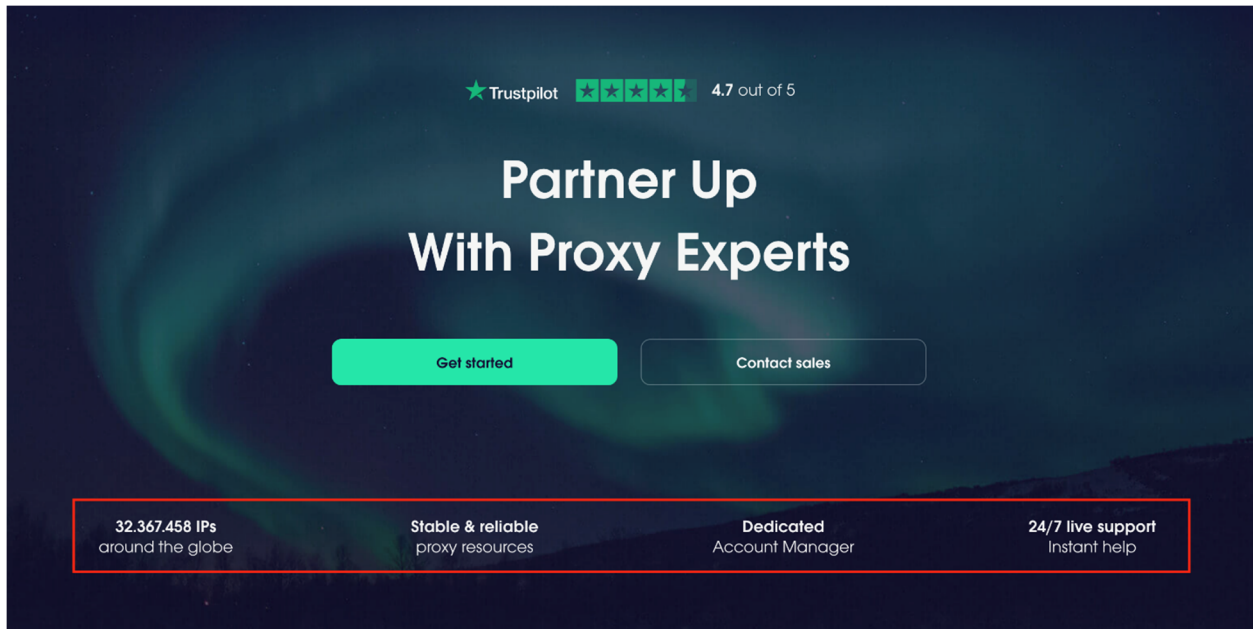 Trustpilot 4.7 out of 5
Partner Up
With Proxy Experts
Get started Contact sales
32.367.458 IPs Stable & reliable Dedicated 24/7 live support
around the globe proxy resources Account Manager Instant help